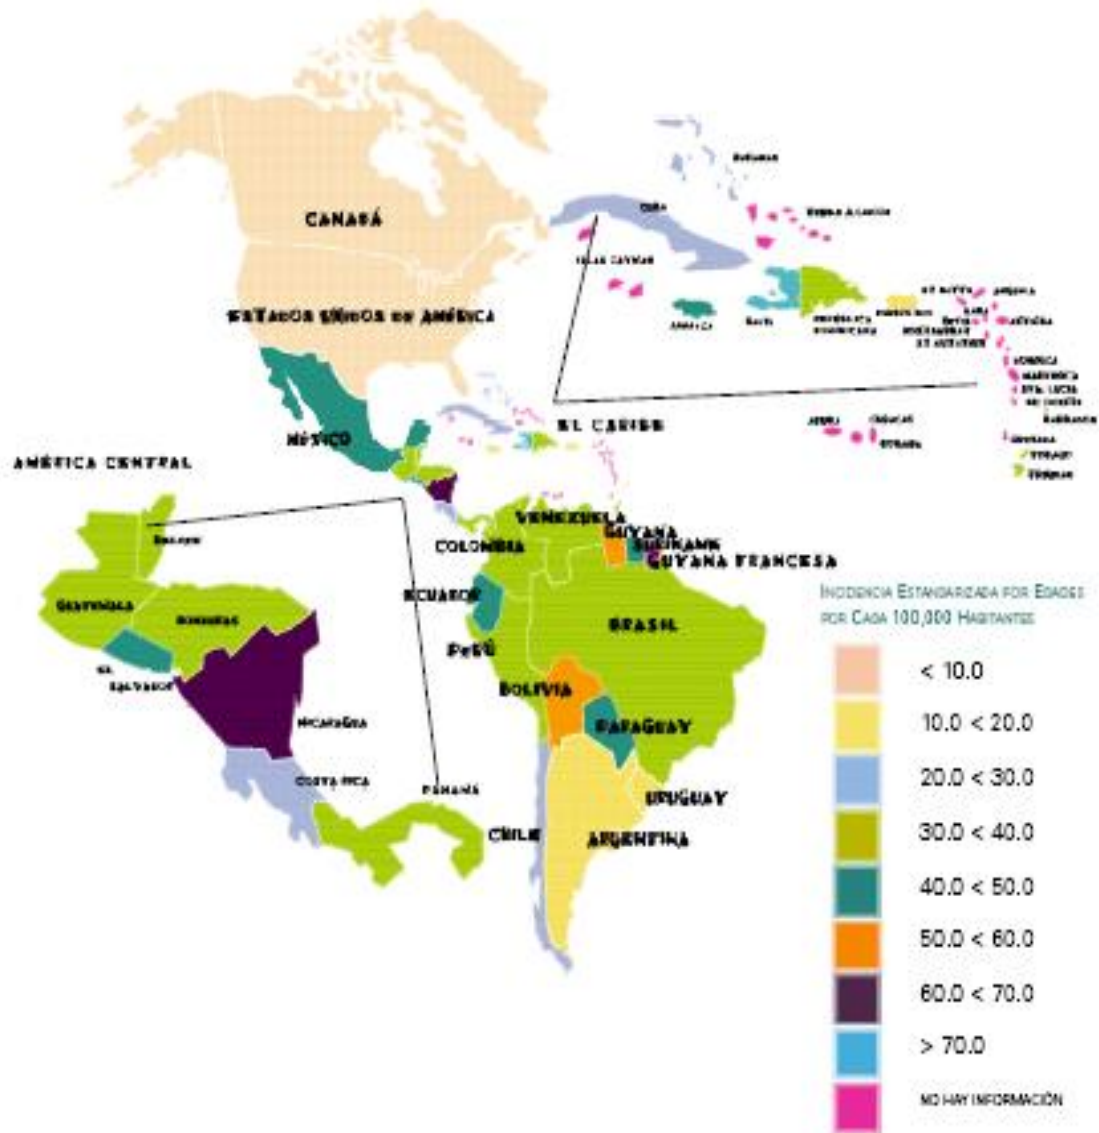 CANADÁ
ESTADOS UNIDOS DE AMÉRICA
MÉXICO
AMÉRICA CENTRAL
EL CARIBE
BAHAMAS
CUBA
ISLAS CAYMAN
JAMAICA
HAITI
REPÚBLICA
DOMINICANA
PUERTO RICO
ANTIGUA
DOMINICA
MARTINICA
STA. LUCIA
BARBADOS
ARUBA
CURACAO
TOBAGO
TRINIDAD
VENEZUELA
GUYANA
SURINAME
GUYANA FRANCESA
COLOMBIA
ECUADOR
PERÚ
BRASIL
BOLIVIA
PARAGUAY
URUGUAY
ARGENTINA
CHILE
BELICE
GUATEMALA
HONDURAS
EL
SALVADOR
NICARAGUA
COSTA RICA
PANAMÁ
INCIDENCIA ESTANDARIZADA POR EDADES
POR CADA 100,000 HABITANTES
< 10.0
10.0 < 20.0
20.0 < 30.0
30.0 < 40.0
40.0 < 50.0
50.0 < 60.0
60.0 < 70.0
> 70.0
NO HAY INFORMACIÓN